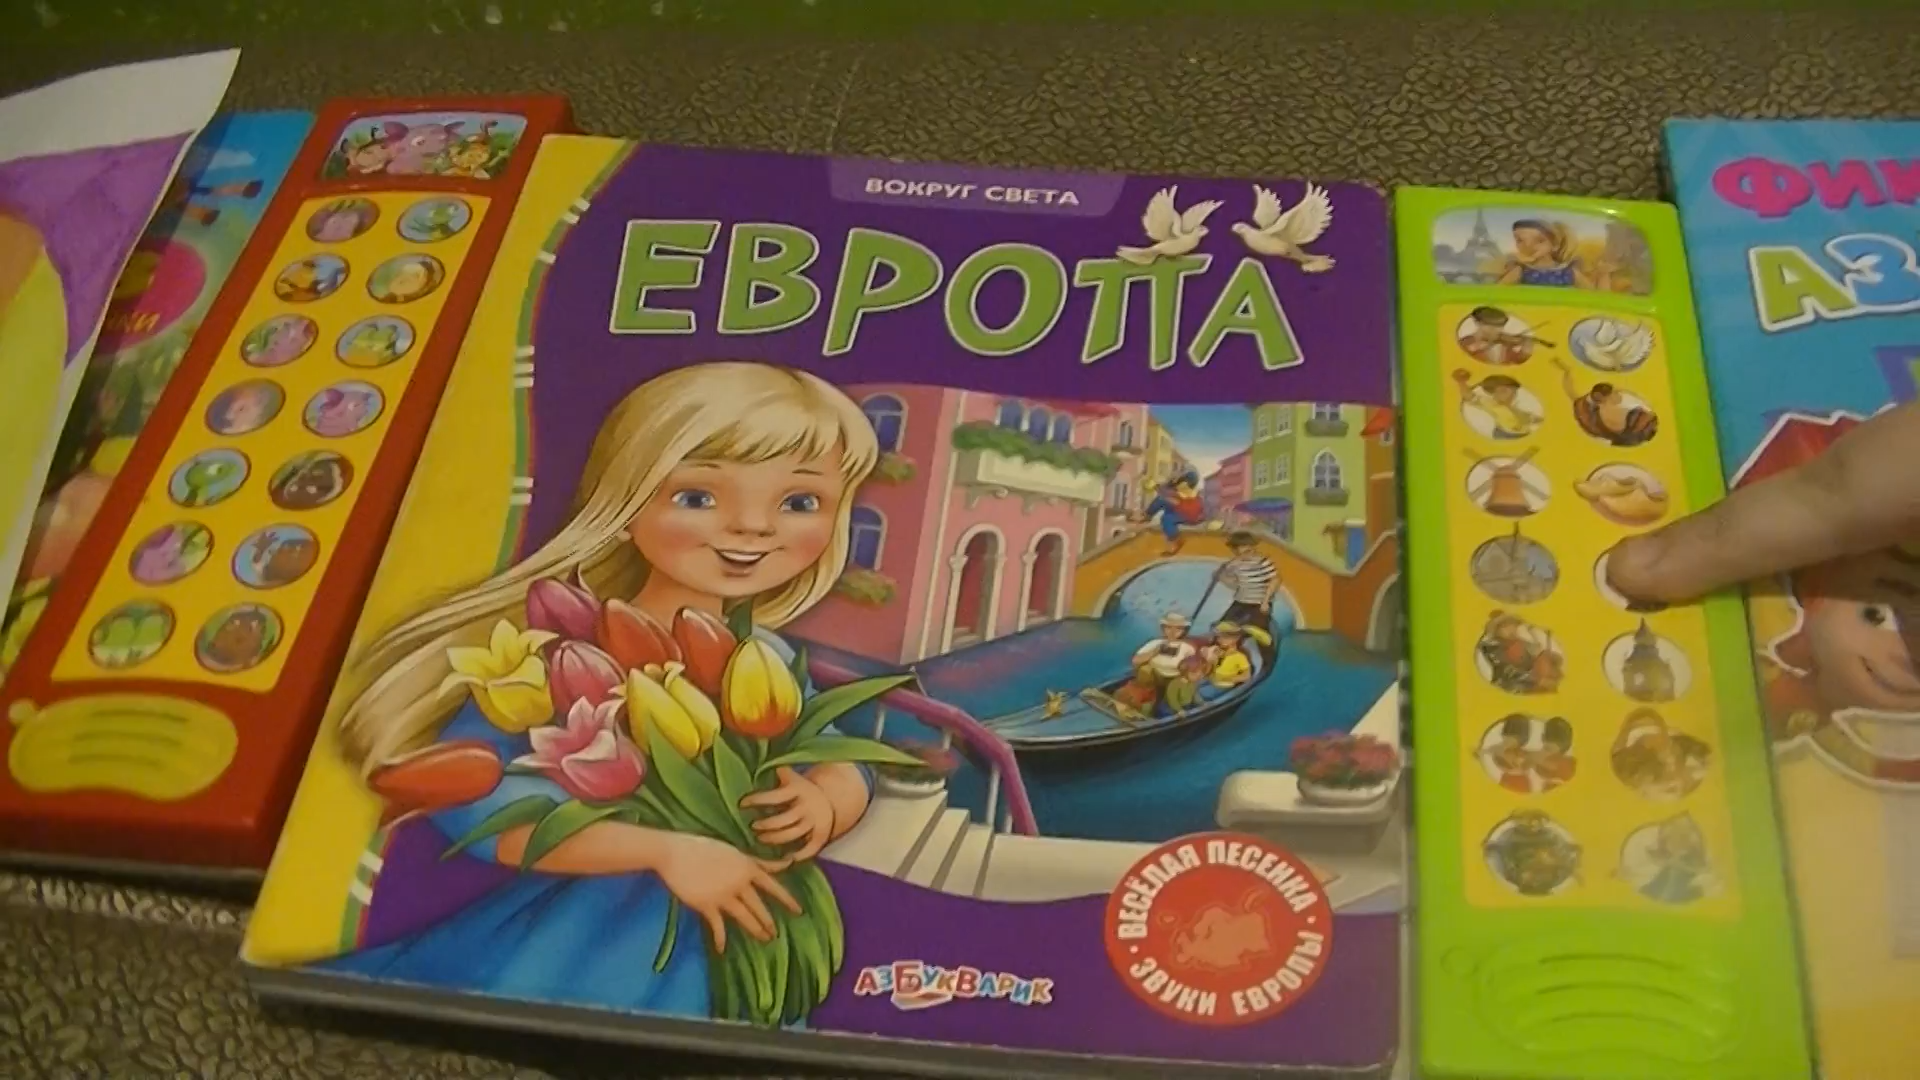 ВОКРУГ СВЕТА
ЕВРОПА
ВЕСЁЛАЯ ПЕСЕНКА
ЗВУКИ ЕВРОПЫ
АЗБУКВАРИК